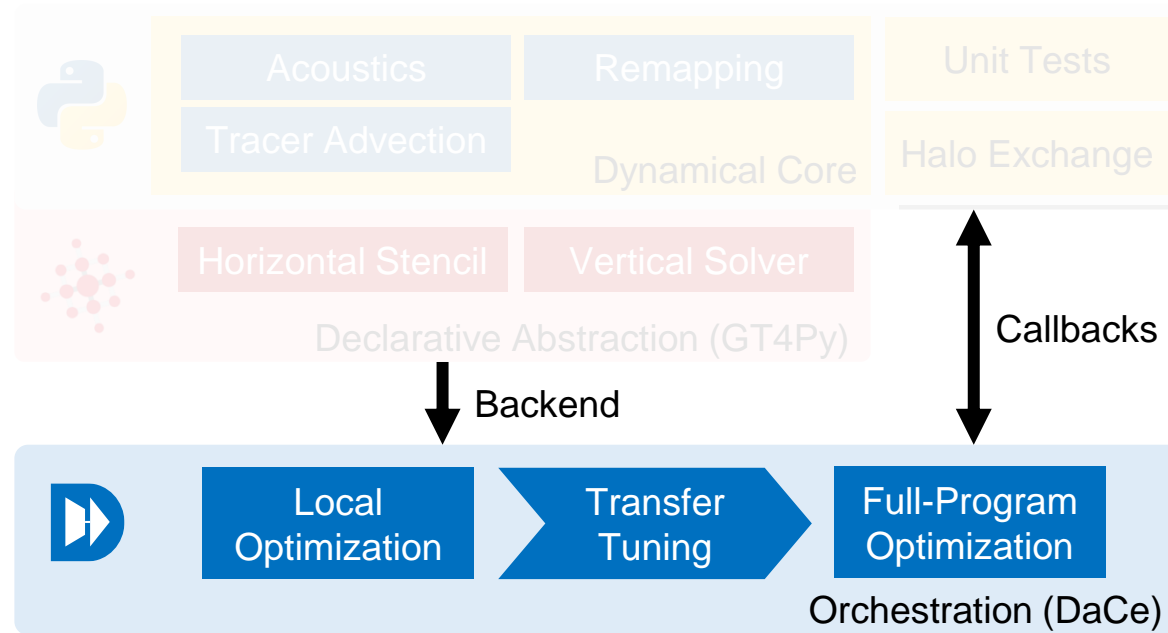 Acoustics
Remapping
Unit Tests
Tracer Advection
Dynamical Core
Halo Exchange
Horizontal Stencil
Vertical Solver
Declarative Abstraction (GT4Py)
Callbacks
Backend
Local
Optimization
Transfer
Tuning
Full-Program
Optimization
Orchestration (DaCe)